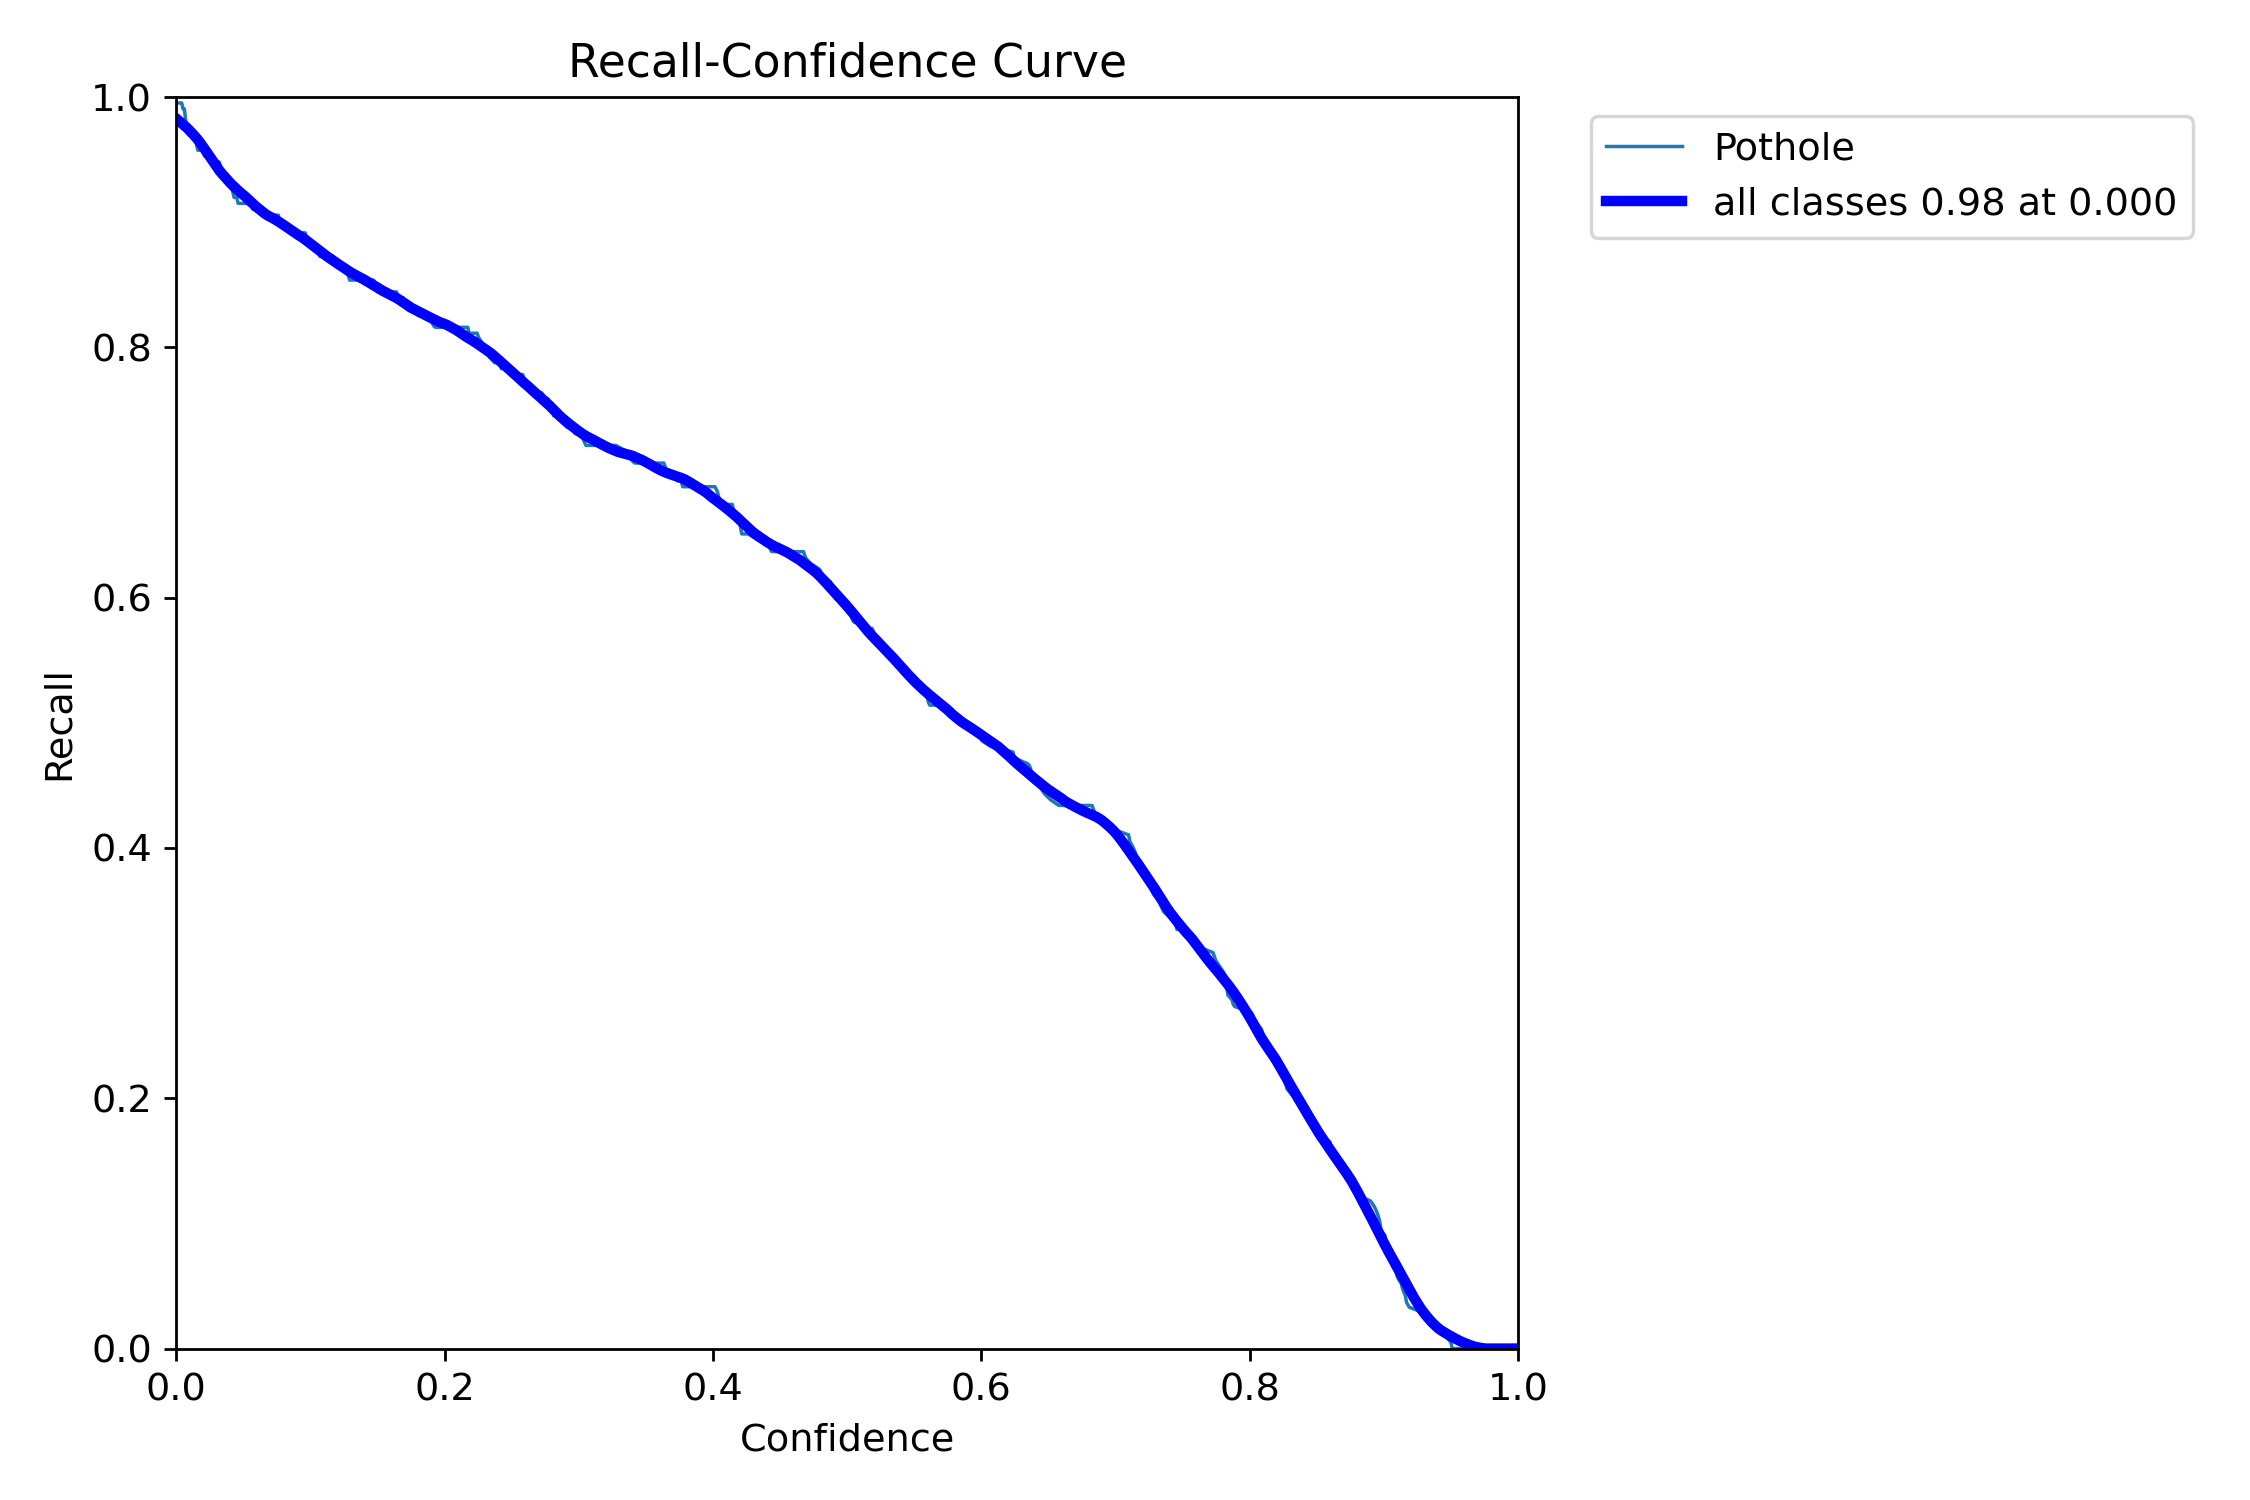 Recall-Confidence Curve
Pothole
all classes 0.98 at 0.000
1.0
0.8
0.6
0.4
0.2
0.0
Recall
0.0 0.2 0.4 0.6 0.8 1.0
Confidence